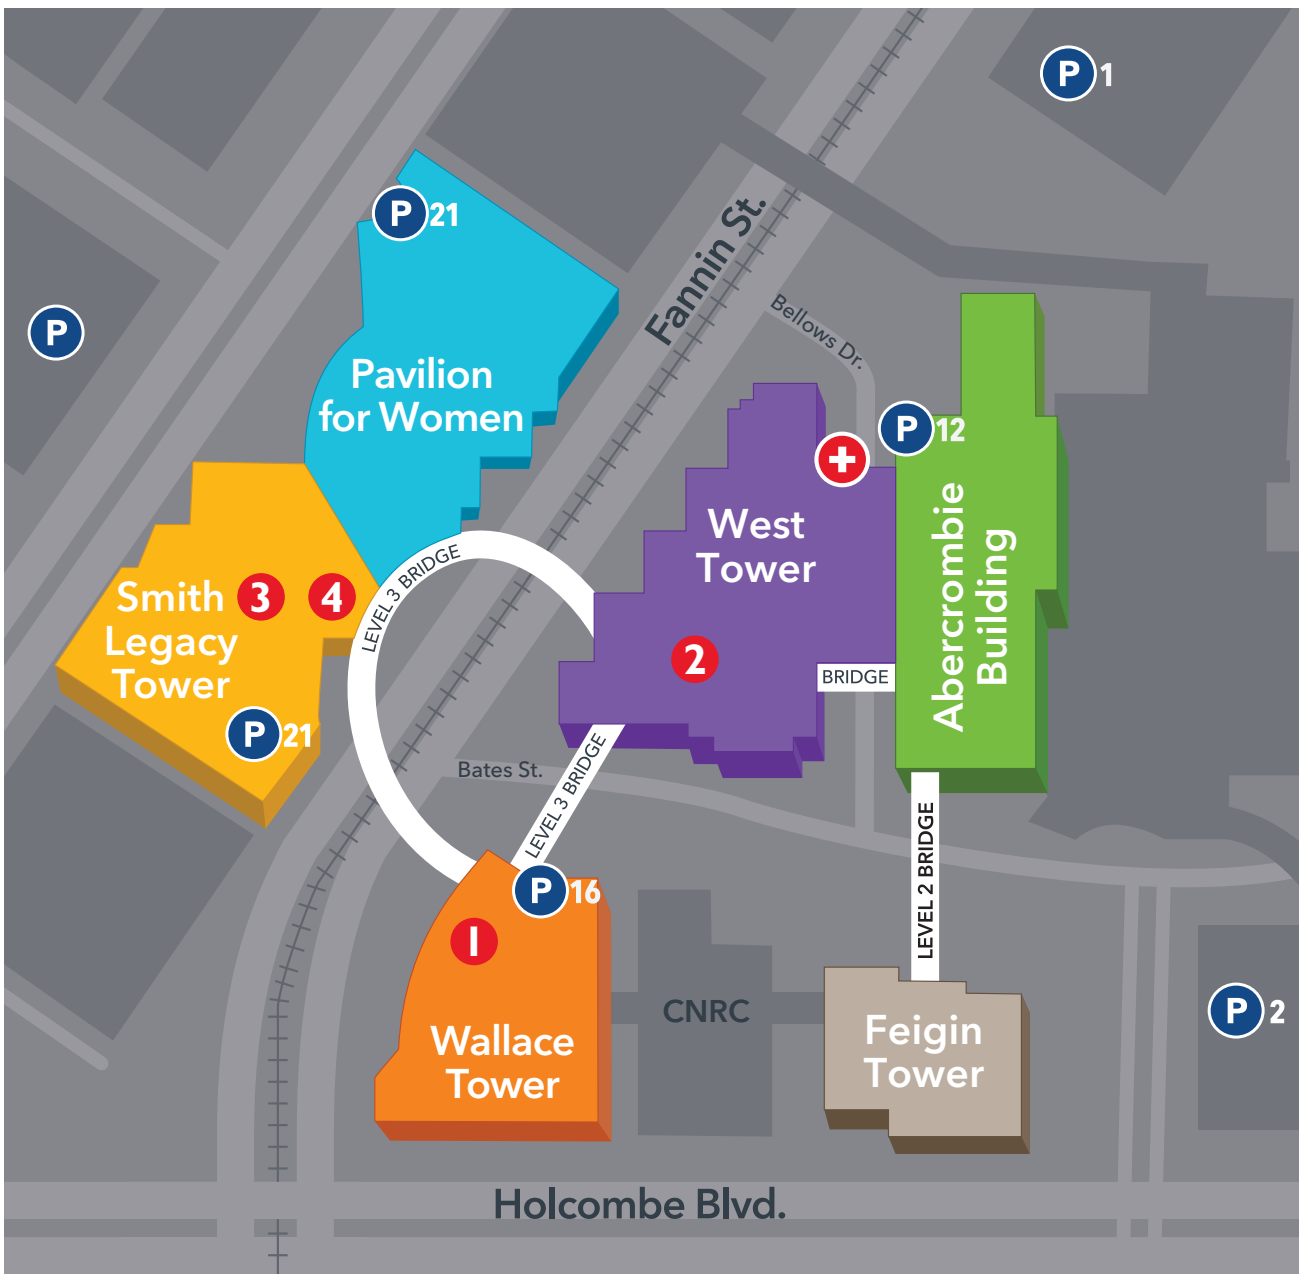 P 1
P 21
Fannin St.
Bellows Dr.
P
Pavilion
for Women
P 12
West
Tower
Abercrombie
Building
LEVEL 3 BRIDGE
Smith 3 4
Legacy
Tower
2
BRIDGE
P 21
Bates St.
LEVEL 3 BRIDGE
LEVEL 2 BRIDGE
P 16
1
CNRC
Wallace
Tower
Feigin
Tower
P 2
Holcombe Blvd.